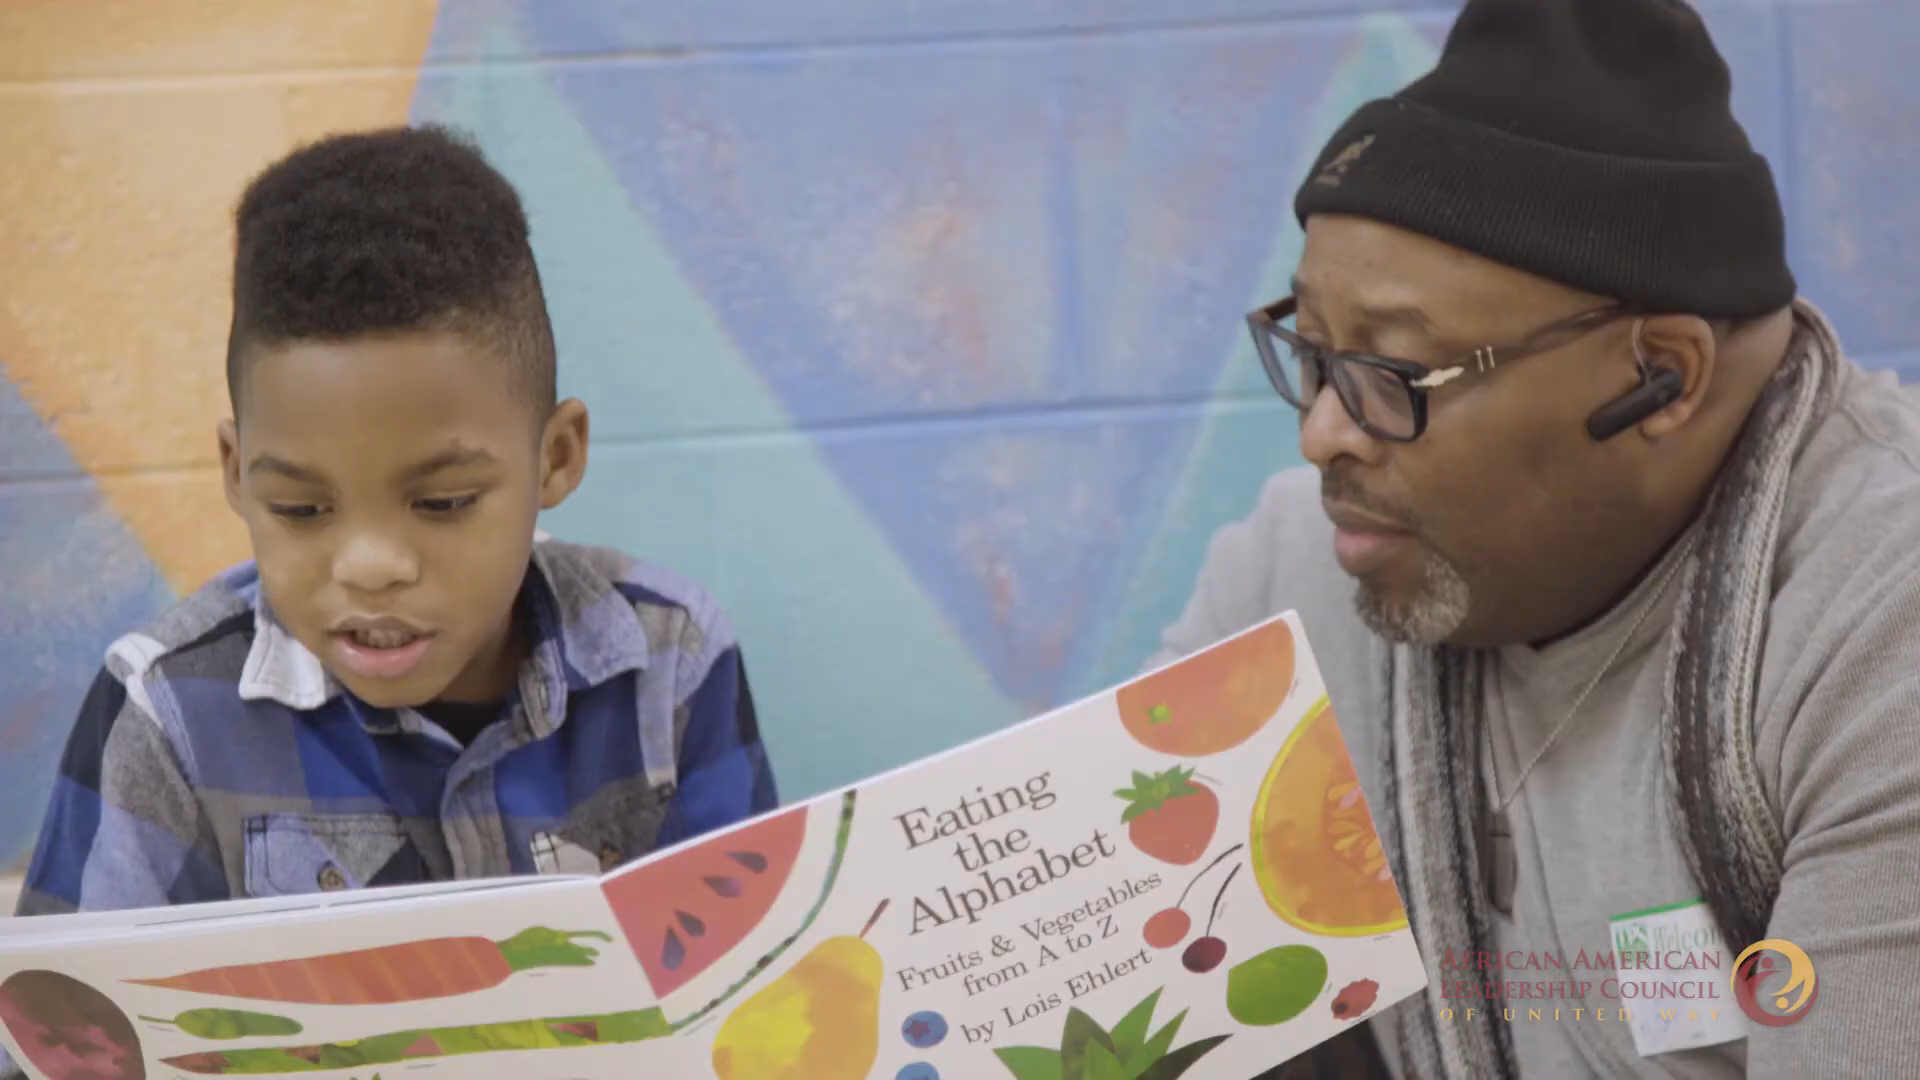 Eating
the
Alphabet
Fruits & Vegetables
from A to Z
by Lois Ehlert
AFRICAN AMERICAN
LEADERSHIP COUNCIL
OF UNITED WAY